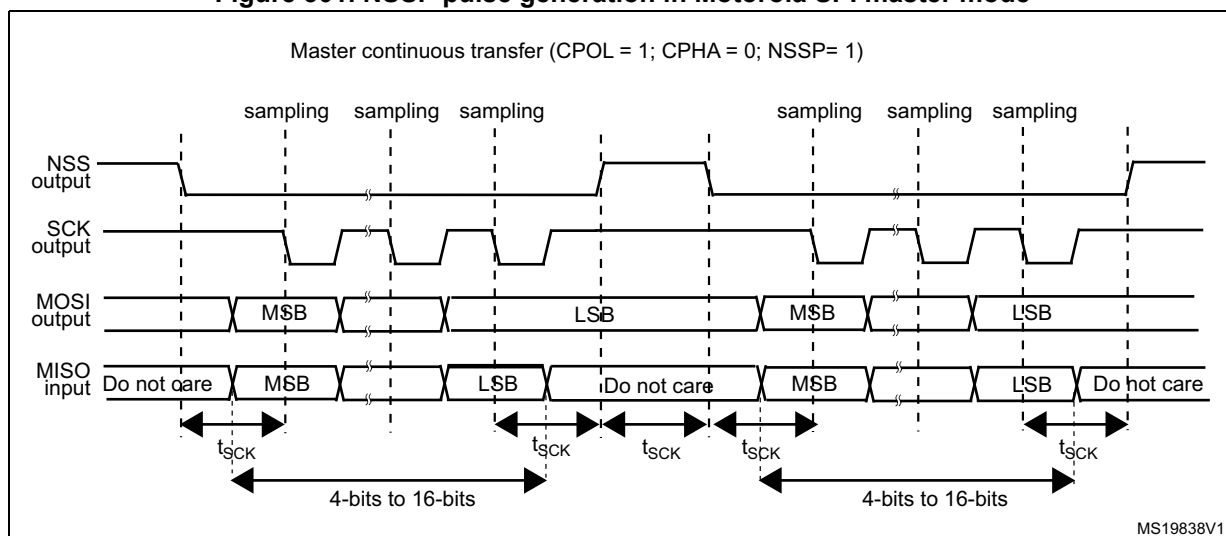 Master continuous transfer (CPOL = 1; CPHA = 0; NSSP= 1)
sampling sampling sampling sampling sampling sampling
NSS
output
SCK
output
MOSI
output
MSB LSB MSB LSB
MISO
input
Do not care MSB LSB Do not care MSB LSB Do not care
tSCK tSCK tSCK tSCK tSCK
4-bits to 16-bits 4-bits to 16-bits
MS19838V1